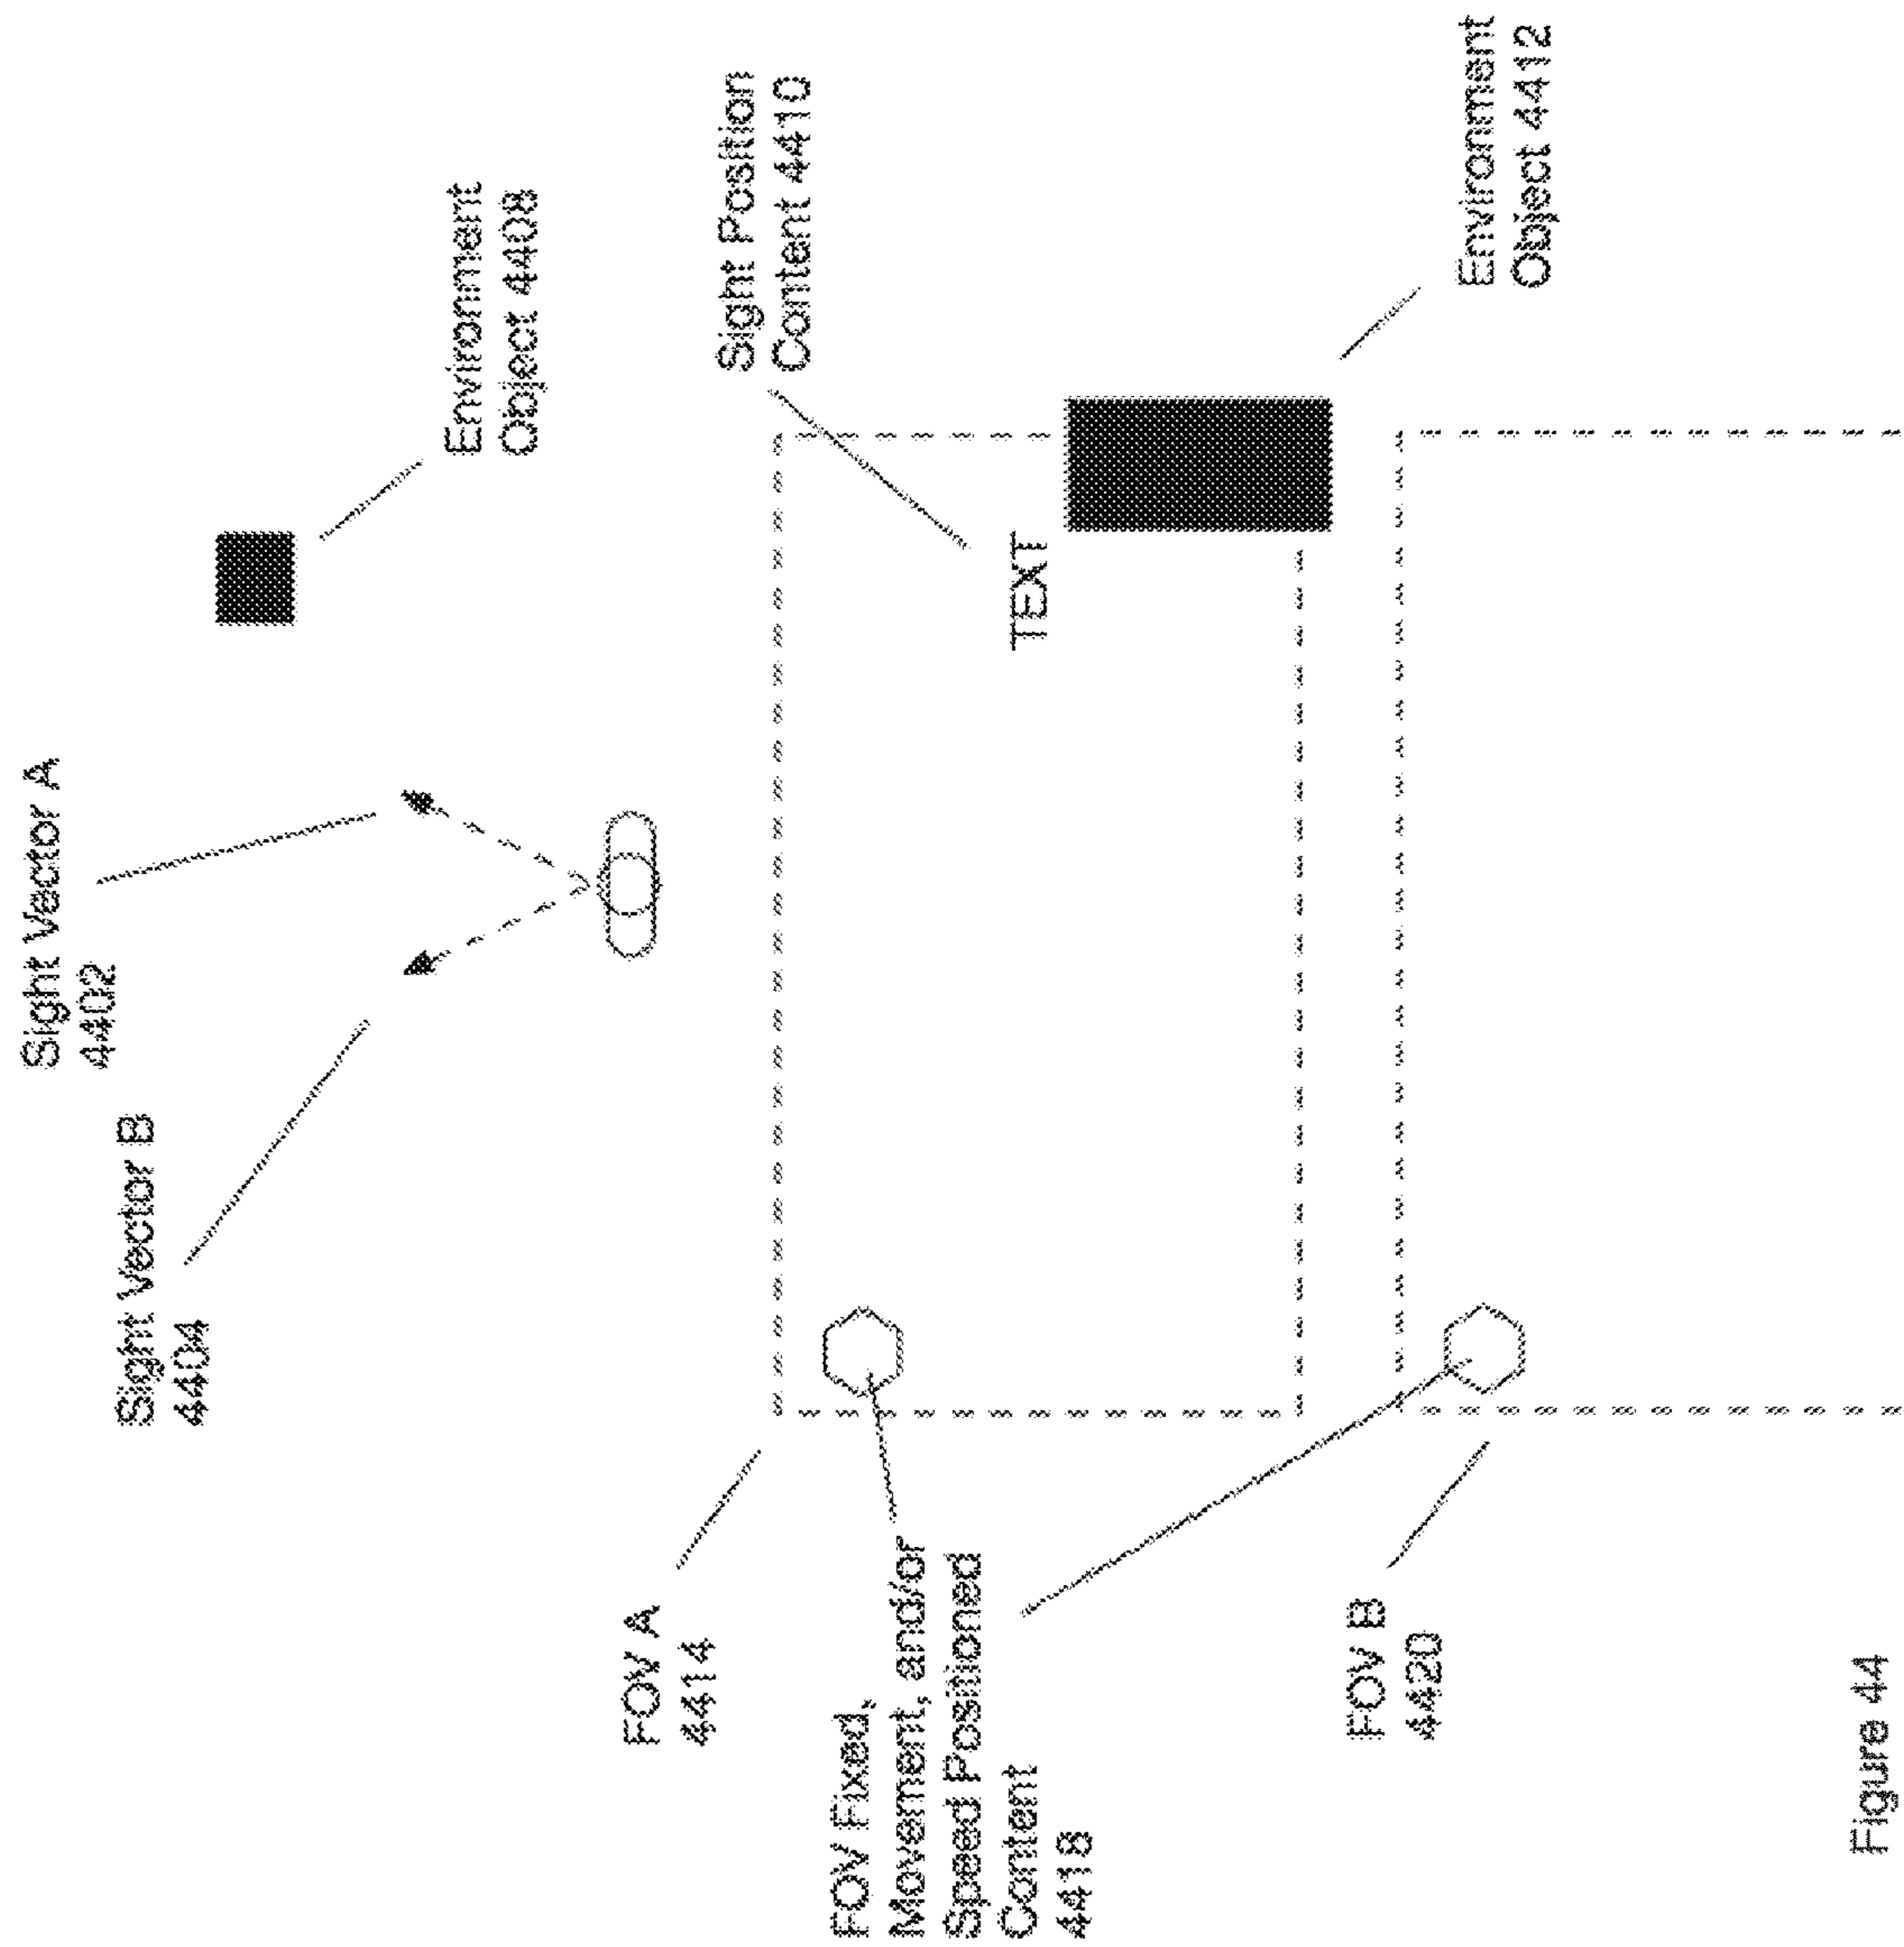 Sight Vector A
4402
Sight Vector B
4404
Environment
Object 4408
FOV A
4414
Sight Position
Content 4410
TEXT
FOV Fixed,
Movement, and/or
Speed Positioned
Content
4418
Environment
Object 4412
FOV B
4420
Figure 44